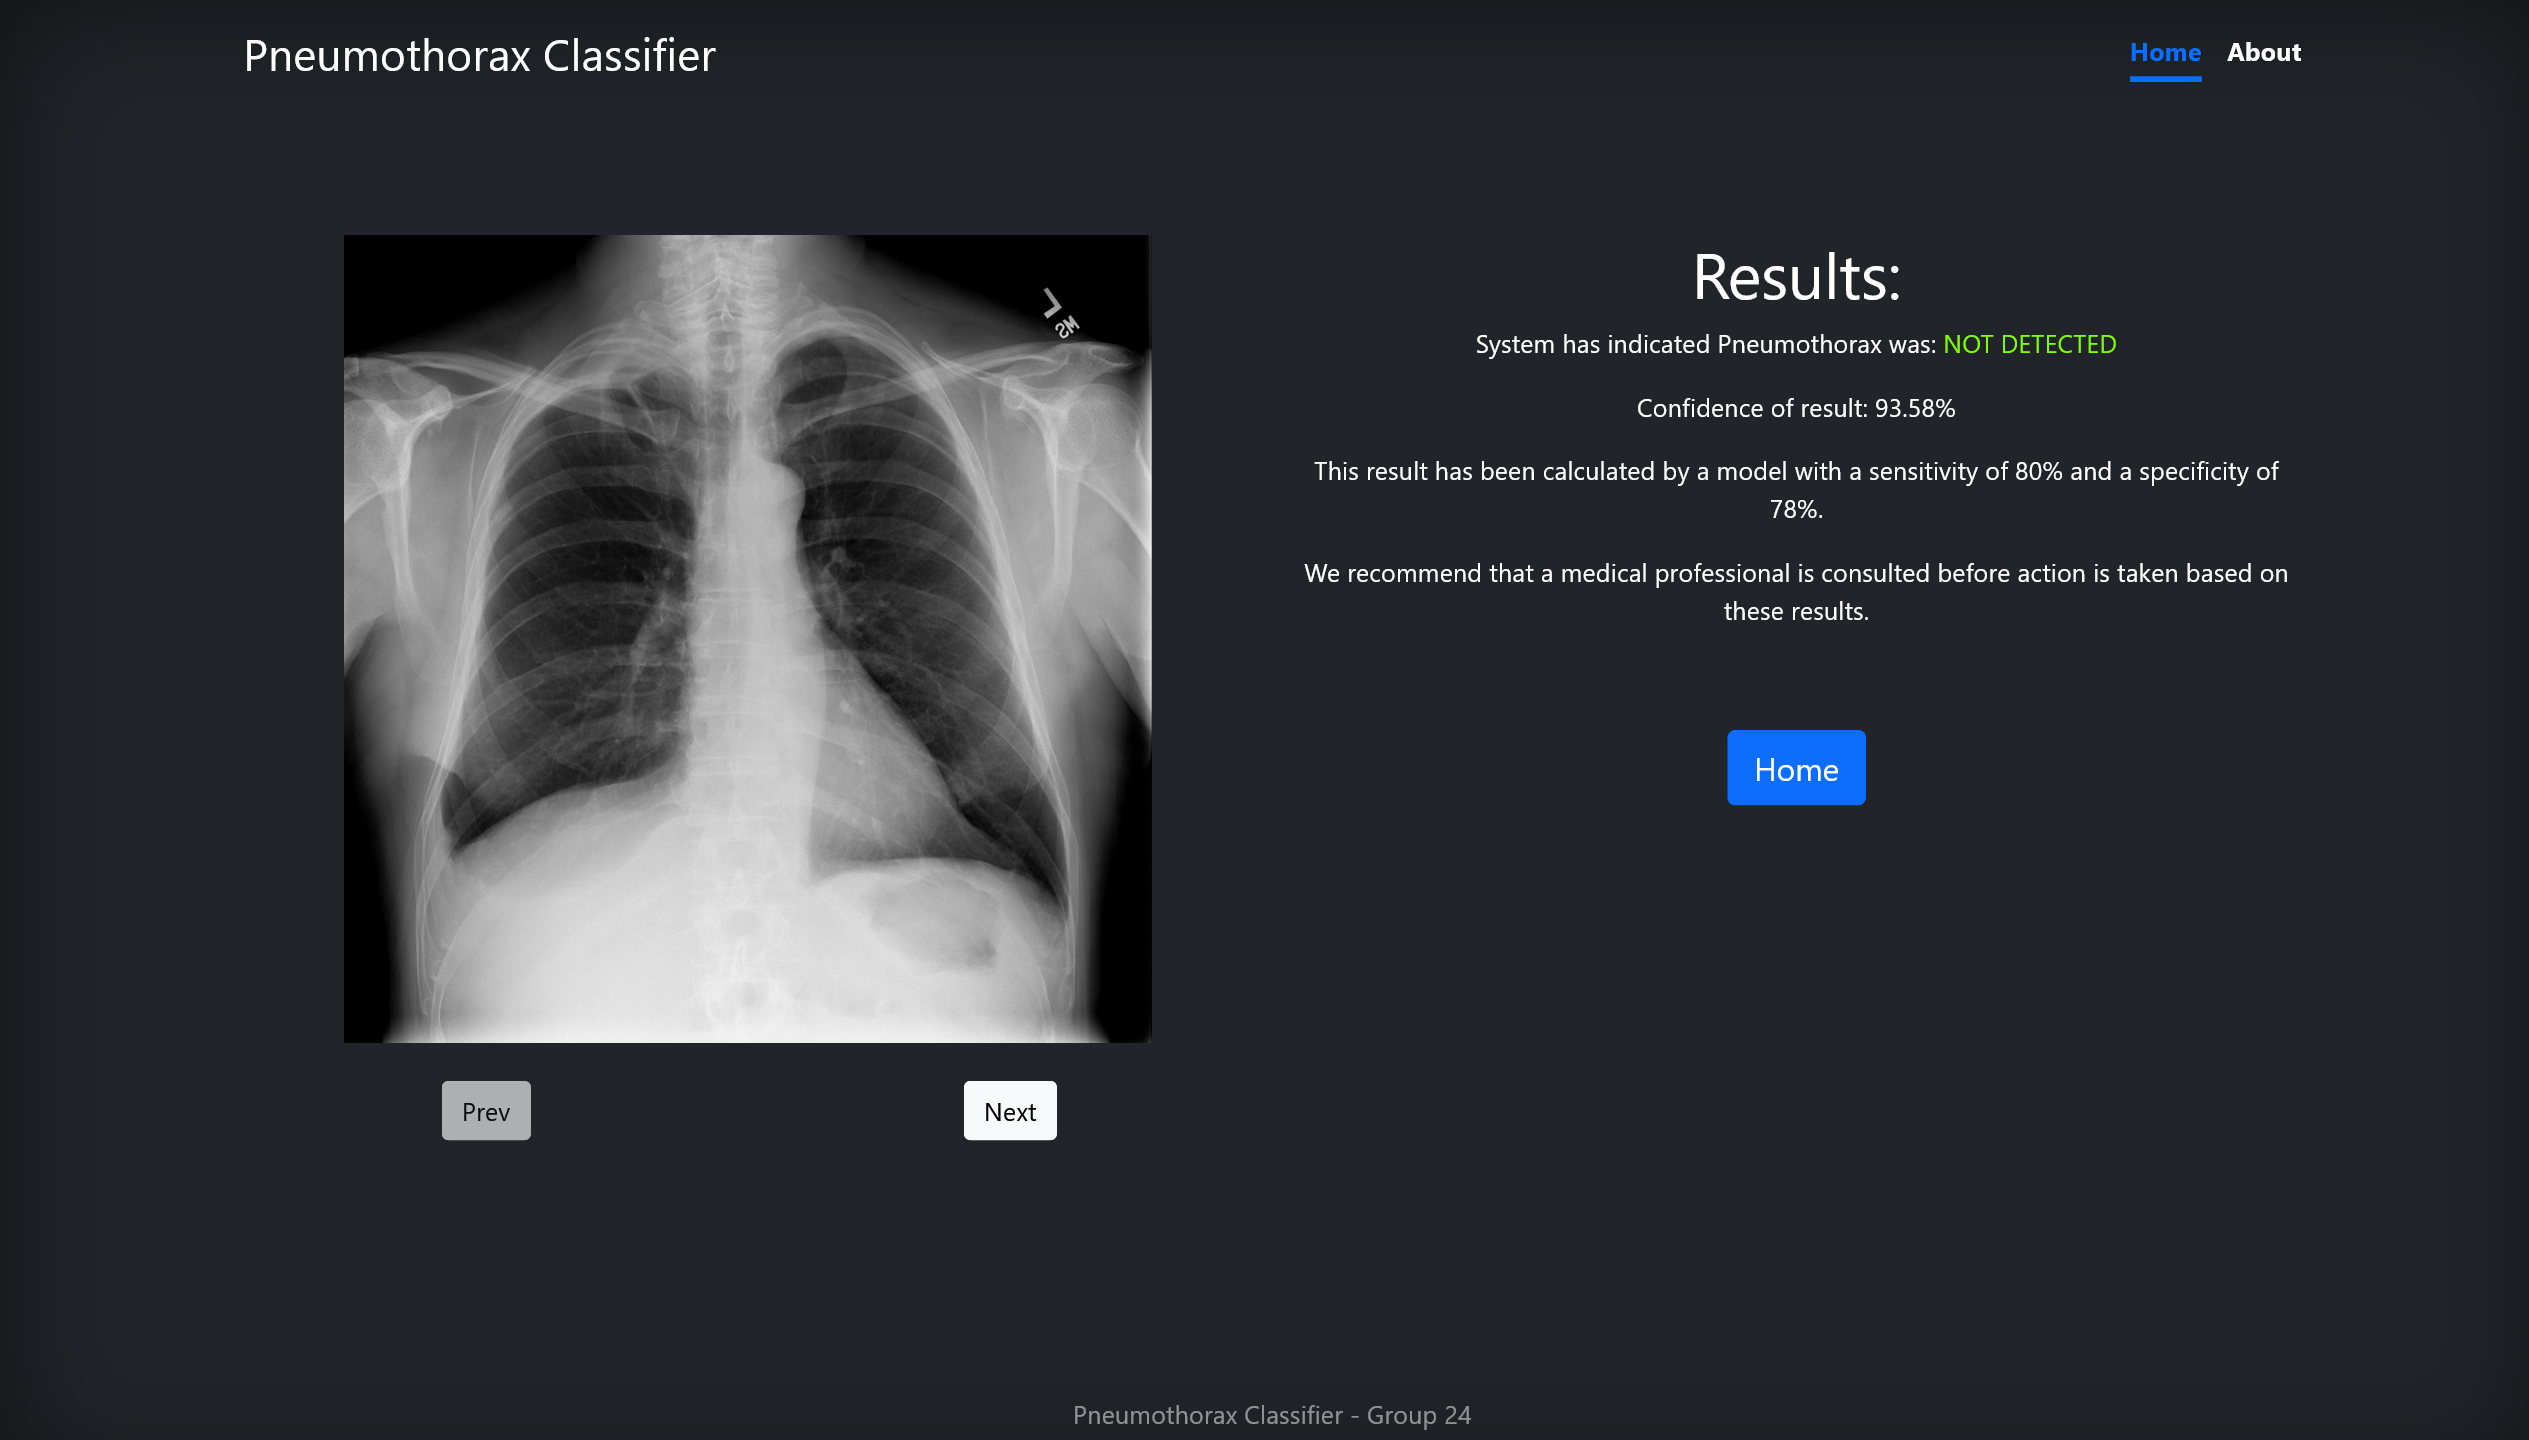 Pneumothorax Classifier
Home About
L
MS
Results:
System has indicated Pneumothorax was: NOT DETECTED
Confidence of result: 93.58%
This result has been calculated by a model with a sensitivity of 80% and a specificity of
78%.
We recommend that a medical professional is consulted before action is taken based on
these results.
Home
Prev Next
Pneumothorax Classifier - Group 24